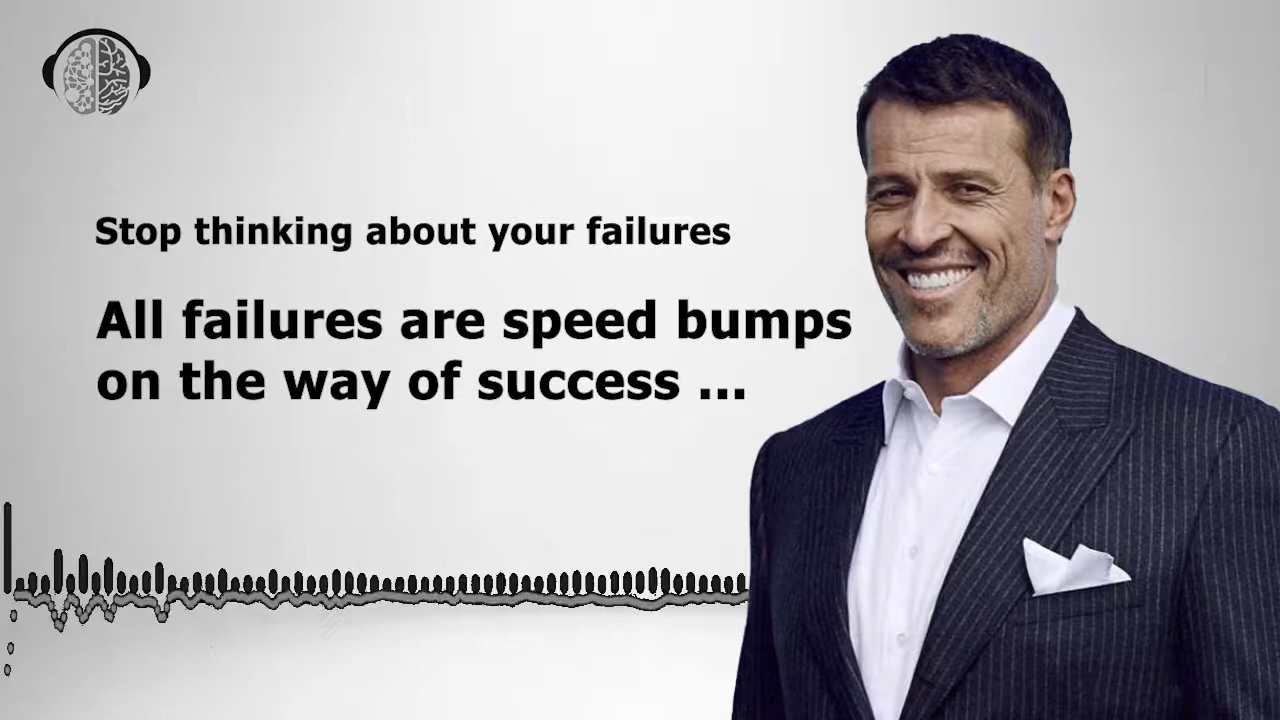 Stop thinking about your failures
All failures are speed bumps
on the way of success ...